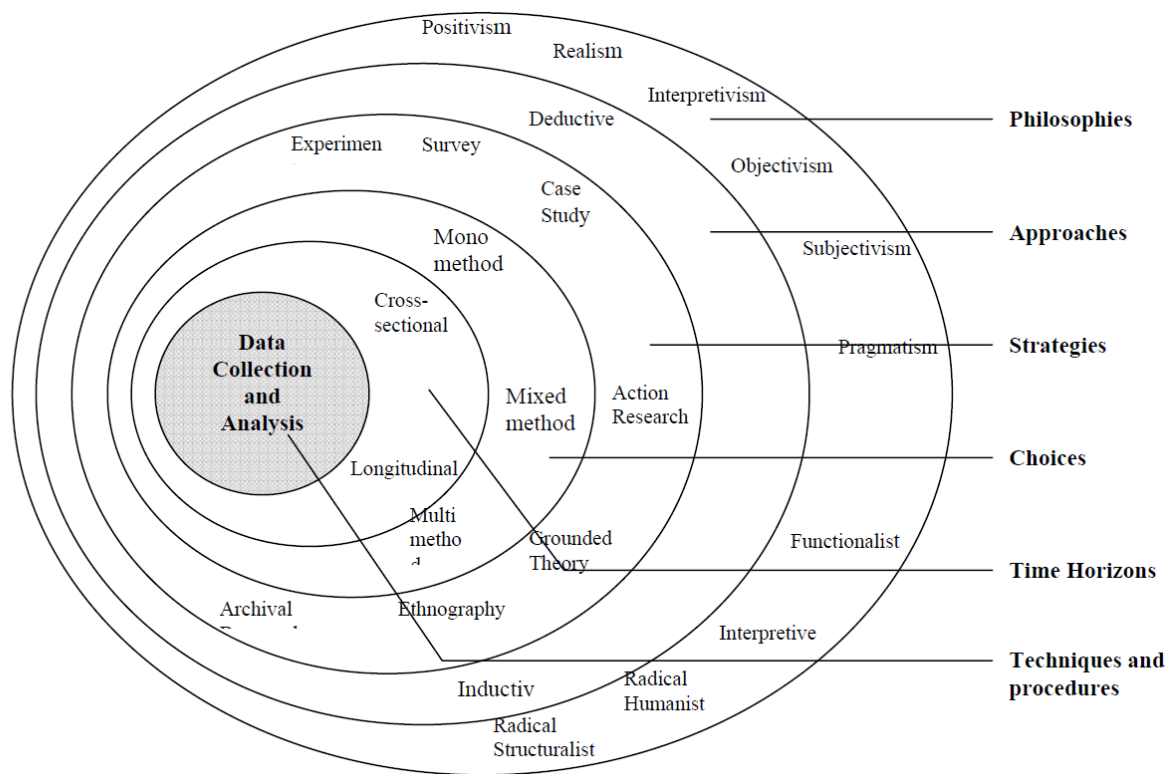 Positivism
Realism
Interpretivism
Philosophies
Deductive
Experimen
Survey
Objectivism
Case
Study
Approaches
Mono
method
Subjectivism
Cross-
sectional
Data
Collection
and
Analysis
Pragmatism
Strategies
Mixed
method
Action
Research
Choices
Longitudinal
Multi
metho
Grounded
Theory
Functionalist
Time Horizons
Archival
Ethnography
Interpretive
Techniques and
procedures
Inductiv
Radical
Humanist
Radical
Structuralist